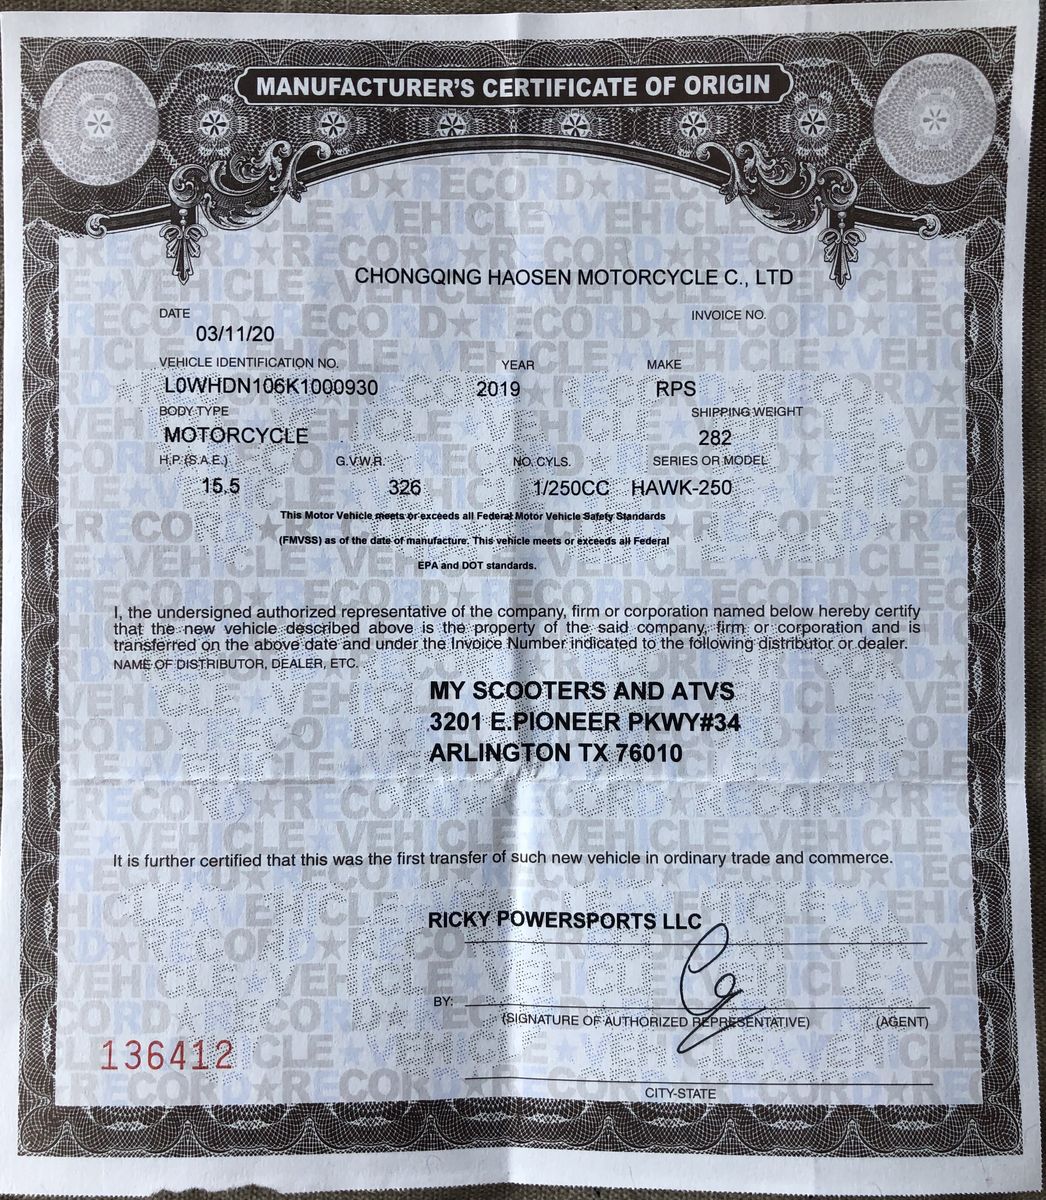 MANUFACTURER'S CERTIFICATE OF ORIGIN
CHONGQING HAOSEN MOTORCYCLE C., LTD
DATE INVOICE NO.
03/11/20
VEHICLE IDENTIFICATION NO. YEAR MAKE
L0WHDN106K1000930 2019 RPS
BODY TYPE SHIPPING WEIGHT
MOTORCYCLE 282
H.P. (S.A.E.) G.V.W.R. NO. CYLS. SERIES OR MODEL
15.5 326 1/250CC HAWK-250
This Motor Vehicle meets or exceeds all Federal Motor Vehicle Safety Standards
(FMVSS) as of the date of manufacture. This vehicle meets or exceeds all Federal
EPA and DOT standards.
I, the undersigned authorized representative of the company, firm or corporation named below hereby certify
that the new vehicle described above is the property of the said company, firm or corporation and is
transferred on the above date and under the Invoice Number indicated to the following distributor or dealer.
NAME OF DISTRIBUTOR, DEALER, ETC.
MY SCOOTERS AND ATVS
3201 E.PIONEER PKWY#34
ARLINGTON TX 76010
It is further certified that this was the first transfer of such new vehicle in ordinary trade and commerce.
RICKY POWERSPORTS LLC
BY:
(SIGNATURE OF AUTHORIZED REPRESENTATIVE) (AGENT)
136412
CITY-STATE